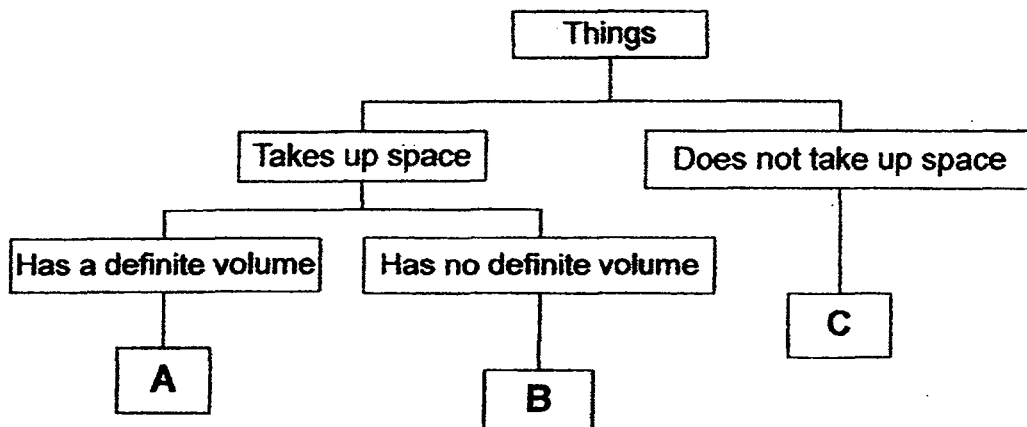 Things
Takes up space
Does not take up space
Has a definite volume
Has no definite volume
A
B
C